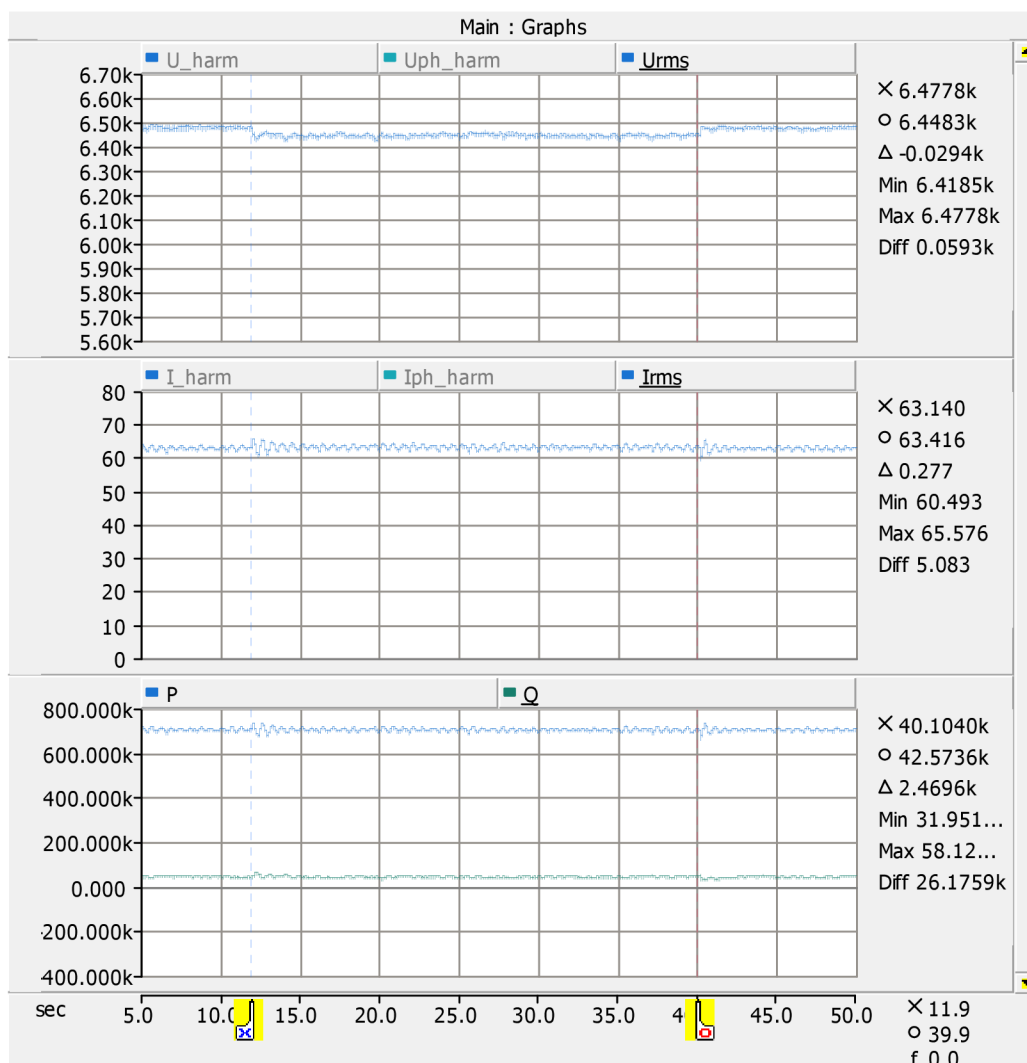 Main : Graphs
U_harm Uph_harm Urms
6.70k
6.60k
6.50k
6.40k
6.30k
6.20k
6.10k
6.00k
5.90k
5.80k
5.70k
5.60k
X 6.4778k
O 6.4483k
Δ -0.0294k
Min 6.4185k
Max 6.4778k
Diff 0.0593k
I_harm Iph_harm Irms
80
70
60
50
40
30
20
10
0
X 63.140
O 63.416
Δ 0.277
Min 60.493
Max 65.576
Diff 5.083
P Q
800.000k
600.000k
400.000k
200.000k
0.000
-200.000k
-400.000k
X 40.1040k
O 42.5736k
Δ 2.4696k
Min 31.951...
Max 58.12...
Diff 26.1759k
sec 5.0 10.0 15.0 20.0 25.0 30.0 35.0 4 45.0 50.0
X O
X 11.9
O 39.9
f 0.0